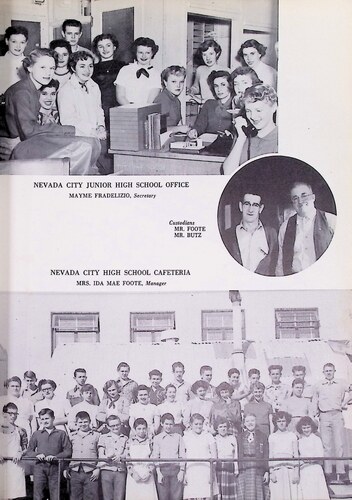 NEVADA CITY JUNIOR HIGH SCHOOL OFFICE
MAYME FRADELIZIO, Secretary
Custodians
MR. FOOTE
MR. BUTZ
NEVADA CITY HIGH SCHOOL CAFETERIA
MRS. IDA MAE FOOTE, Manager